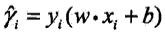 γ̂ᵢ = yᵢ(w·xᵢ + b)